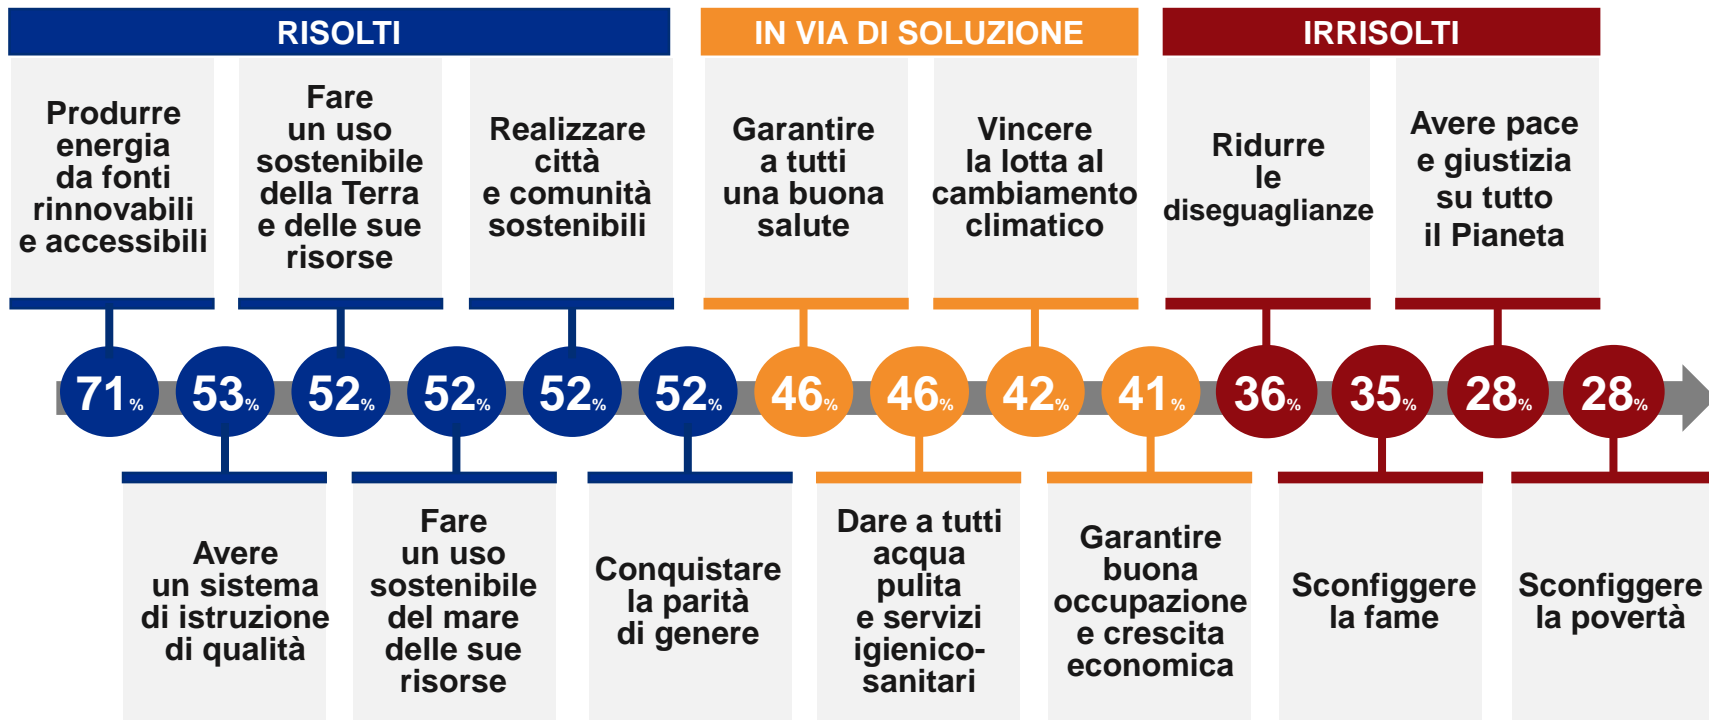 RISOLTI
IN VIA DI SOLUZIONE
IRRISOLTI
Produrre
energia
da fonti
rinnovabili
e accessibili
Fare
un uso
sostenibile
della Terra
e delle sue
risorse
Realizzare
città
e comunità
sostenibili
Garantire
a tutti
una buona
salute
Vincere
la lotta al
cambiamento
climatico
Ridurre
le
diseguaglianze
Avere pace
e giustizia
su tutto
il Pianeta
71%
53%
52%
52%
52%
52%
46%
46%
42%
41%
36%
35%
28%
28%
Avere
un sistema
di istruzione
di qualità
Fare
un uso
sostenibile
del mare
delle sue
risorse
Conquistare
la parità
di genere
Dare a tutti
acqua
pulita
e servizi
igienico-
sanitari
Garantire
buona
occupazione
e crescita
economica
Sconfiggere
la fame
Sconfiggere
la povertà